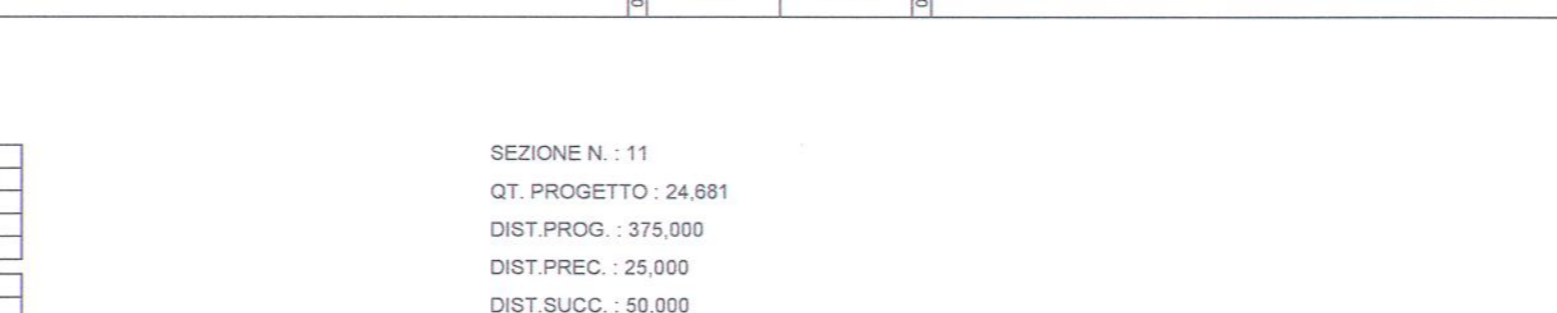 SEZIONE N. : 11
QT. PROGETTO : 24,681
DIST.PROG. : 375,000
DIST.PREC. : 25,000
DIST.SUCC. : 50,000